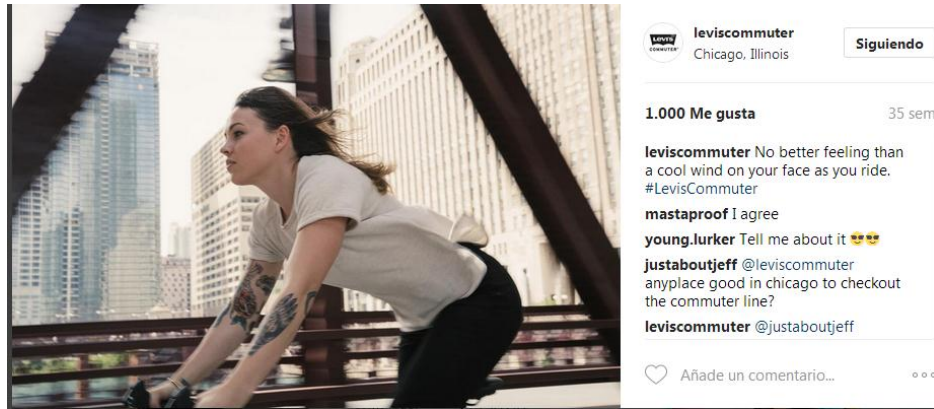 LEVI'S
COMMUTER
leviscommuter
Chicago, Illinois
Siguiendo
1.000 Me gusta
35 sem
leviscommuter No better feeling than
a cool wind on your face as you ride.
#LevisCommuter
mastaproof I agree
young.lurker Tell me about it 😎😎
justaboutjeff @leviscommuter
anyplace good in chicago to checkout
the commuter line?
leviscommuter @justaboutjeff
Añade un comentario...